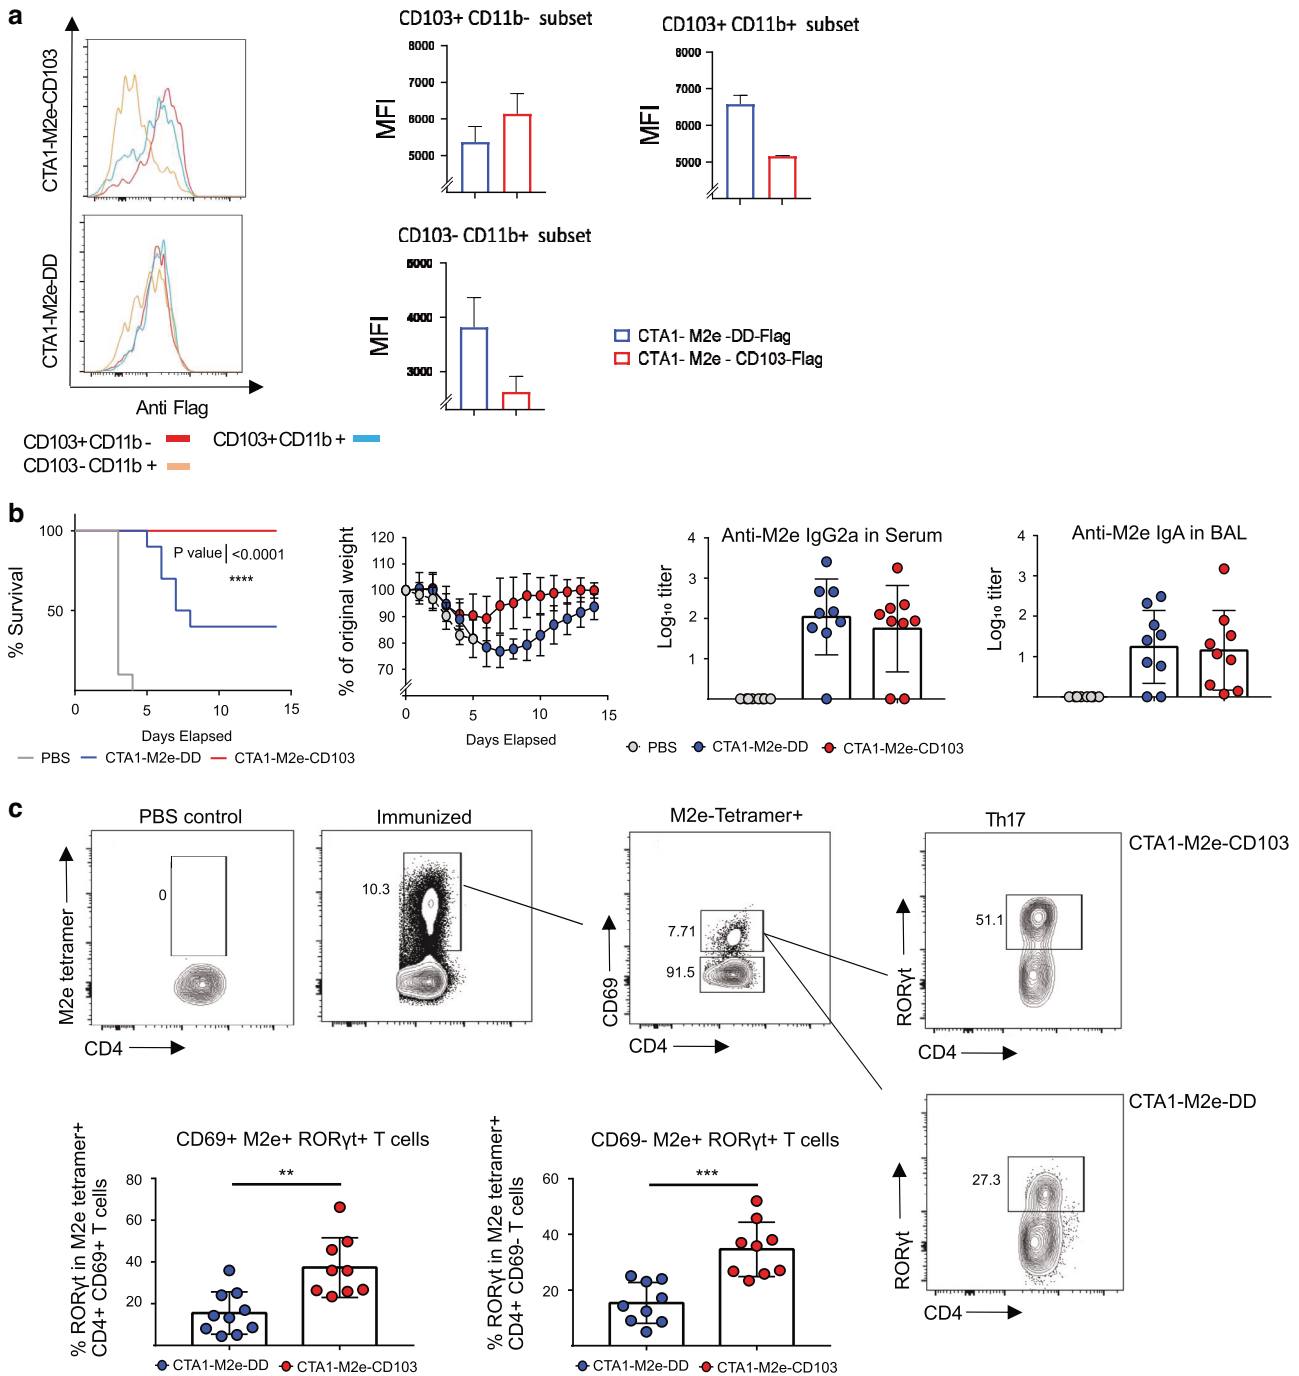 a
CTA1-M2e-CD103
CTA1-M2e-DD
Anti Flag
CD103+CD11b -
CD103+CD11b +
CD103- CD11b +
CD103+ CD11b- subset
MFI
8000
7000
6000
5000
CD103+ CD11b+ subset
MFI
8000
7000
6000
5000
CD103- CD11b+ subset
MFI
5000
4000
3000
CTA1- M2e -DD-Flag
CTA1- M2e - CD103-Flag
b
% Survival
100
50
P value <0.0001
****
0 5 10 15
Days Elapsed
PBS CTA1-M2e-DD CTA1-M2e-CD103
% of original weight
120
110
100
90
80
70
0 5 10 15
Days Elapsed
Anti-M2e IgG2a in Serum
Log₁₀ titer
4
3
2
1
Anti-M2e IgA in BAL
Log₁₀ titer
4
3
2
1
PBS CTA1-M2e-DD CTA1-M2e-CD103
c
PBS control
M2e tetramer
0
CD4
Immunized
10.3
M2e-Tetramer+
CD69
7.71
91.5
CD4
Th17
CTA1-M2e-CD103
RORγt
51.1
CD4
CTA1-M2e-DD
RORγt
27.3
CD4
CD69+ M2e+ RORγt+ T cells
% RORγt in M2e tetramer+
CD4+ CD69+ T cells
80
60
40
20
**
CTA1-M2e-DD CTA1-M2e-CD103
CD69- M2e+ RORγt+ T cells
% RORγt in M2e tetramer+
CD4+ CD69- T cells
60
40
20
***
CTA1-M2e-DD CTA1-M2e-CD103